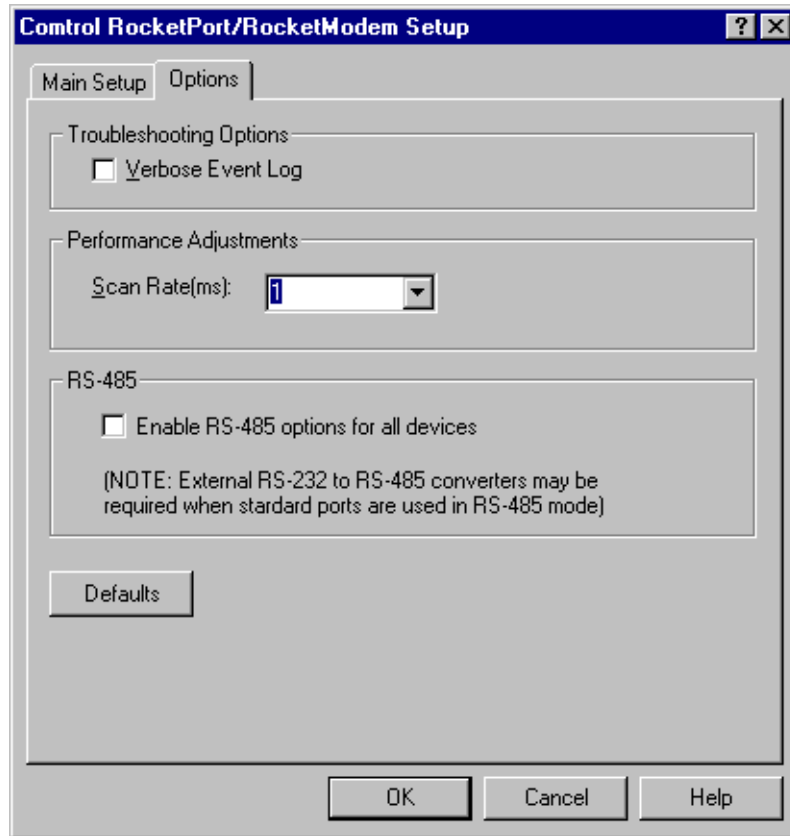 Comtrol RocketPort/RocketModem Setup
Main Setup Options
Troubleshooting Options
Verbose Event Log
Performance Adjustments
Scan Rate(ms): 1
RS-485
Enable RS-485 options for all devices
(NOTE: External RS-232 to RS-485 converters may be
required when stardard ports are used in RS-485 mode)
Defaults
OK Cancel Help